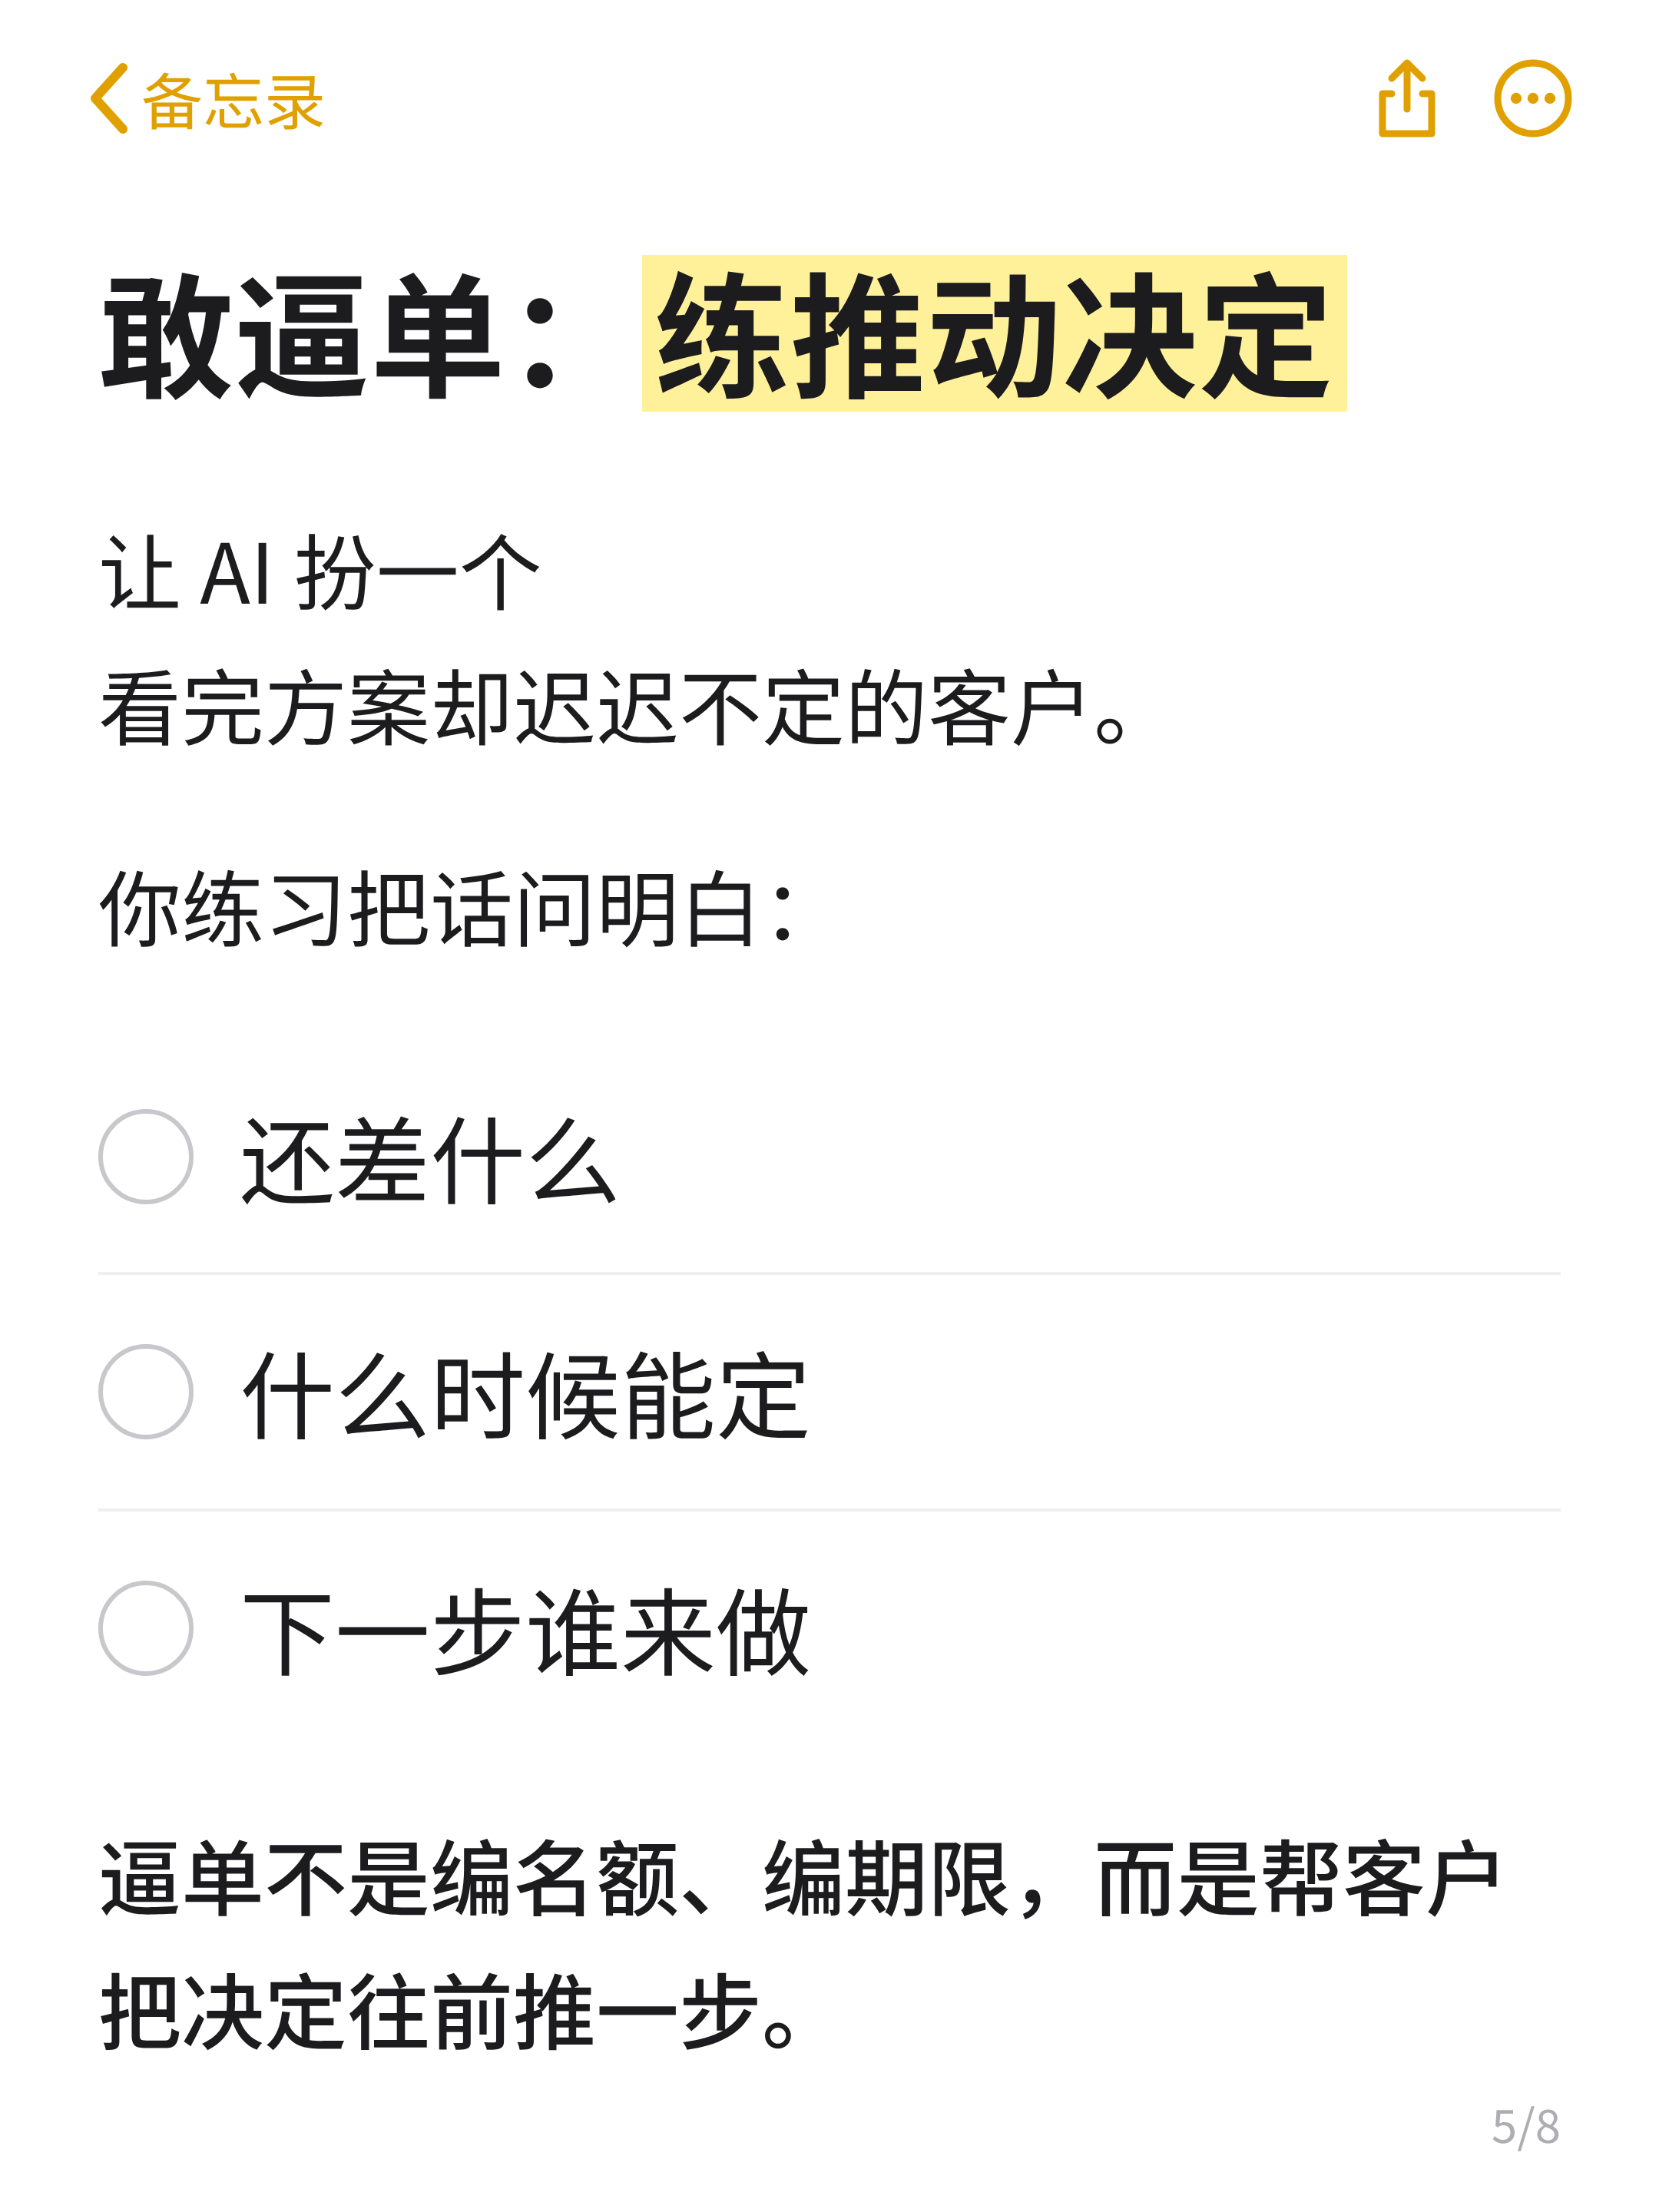 备忘录
敢逼单：练推动决定
让 AI 扮一个
看完方案却迟迟不定的客户。
你练习把话问明白：
还差什么
什么时候能定
下一步谁来做
逼单不是编名额、编期限，而是帮客户
把决定往前推一步。
5/8